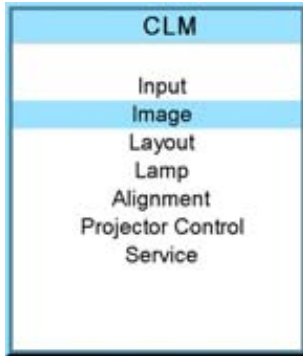 CLM
Input
Image
Layout
Lamp
Alignment
Projector Control
Service